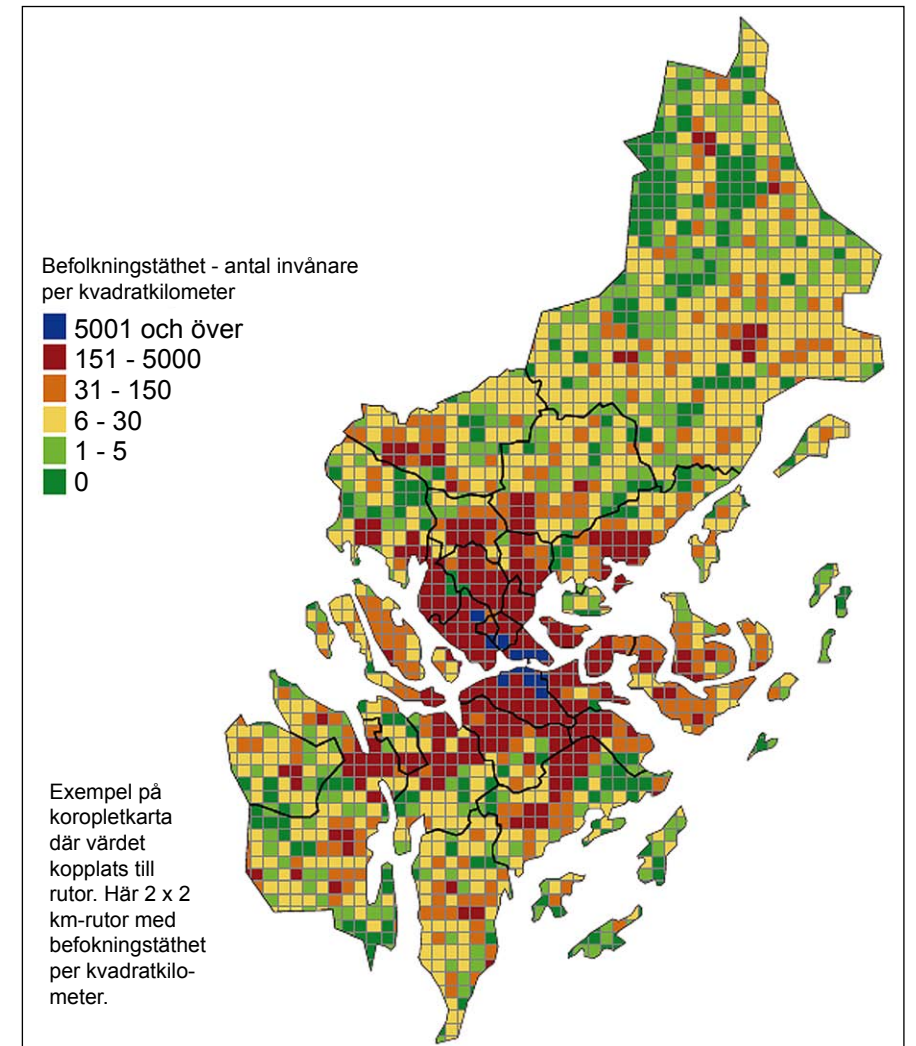 Befolkningstäthet - antal invånare
per kvadratkilometer
5001 och över
151 - 5000
31 - 150
6 - 30
1 - 5
0
Exempel på
koropletkarta
där värdet
kopplats till
rutor. Här 2 x 2
km-rutor med
befokningstäthet
per kvadratkilo-
meter.